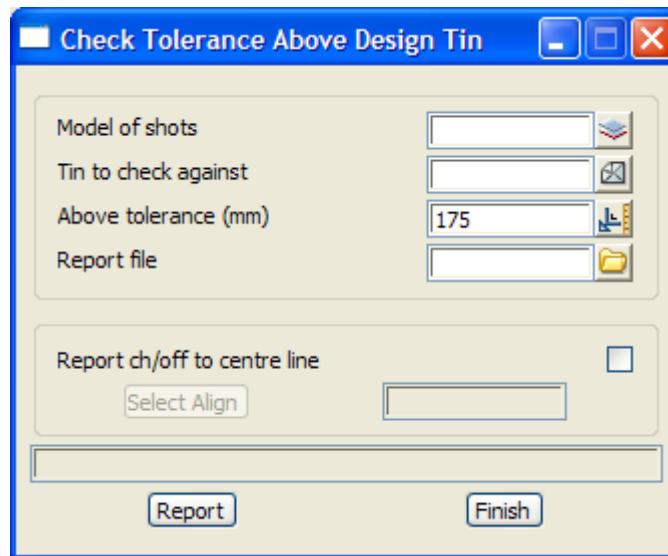 Check Tolerance Above Design Tin
Model of shots
Tin to check against
Above tolerance (mm) 175
Report file
Report ch/off to centre line
Select Align
Report Finish